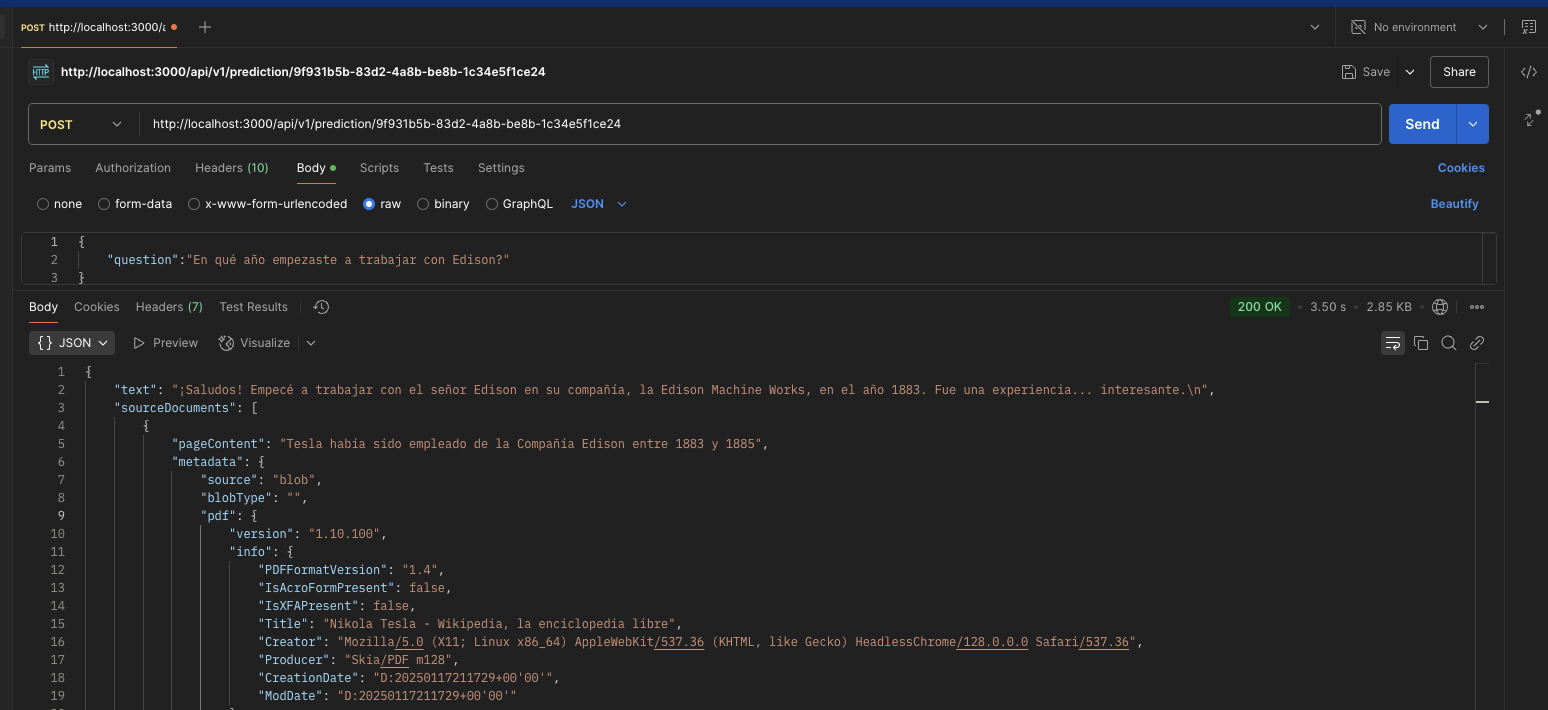 POST http://localhost:3000/a
No environment
HTTP http://localhost:3000/api/v1/prediction/9f931b5b-83d2-4a8b-be8b-1c34e5f1ce24
Save
Share
POST http://localhost:3000/api/v1/prediction/9f931b5b-83d2-4a8b-be8b-1c34e5f1ce24
Send
Params Authorization Headers (10) Body Scripts Tests Settings Cookies
none form-data x-www-form-urlencoded raw binary GraphQL JSON Beautify
1 {
2 "question":"En qué año empezaste a trabajar con Edison?"
3 }
Body Cookies Headers (7) Test Results 200 OK • 3.50 s • 2.85 KB •
{} JSON Preview Visualize
1 {
2 "text": "¡Saludos! Empecé a trabajar con el señor Edison en su compañía, la Edison Machine Works, en el año 1883. Fue una experiencia... interesante.\n",
3 "sourceDocuments": [
4 {
5 "pageContent": "Tesla había sido empleado de la Compañía Edison entre 1883 y 1885",
6 "metadata": {
7 "source": "blob",
8 "blobType": "",
9 "pdf": {
10 "version": "1.10.100",
11 "info": {
12 "PDFFormatVersion": "1.4",
13 "IsAcroFormPresent": false,
14 "IsXFAPresent": false,
15 "Title": "Nikola Tesla - Wikipedia, la enciclopedia libre",
16 "Creator": "Mozilla/5.0 (X11; Linux x86_64) AppleWebKit/537.36 (KHTML, like Gecko) HeadlessChrome/128.0.0.0 Safari/537.36",
17 "Producer": "Skia/PDF m128",
18 "CreationDate": "D:20250117211729+00'00'",
19 "ModDate": "D:20250117211729+00'00'"